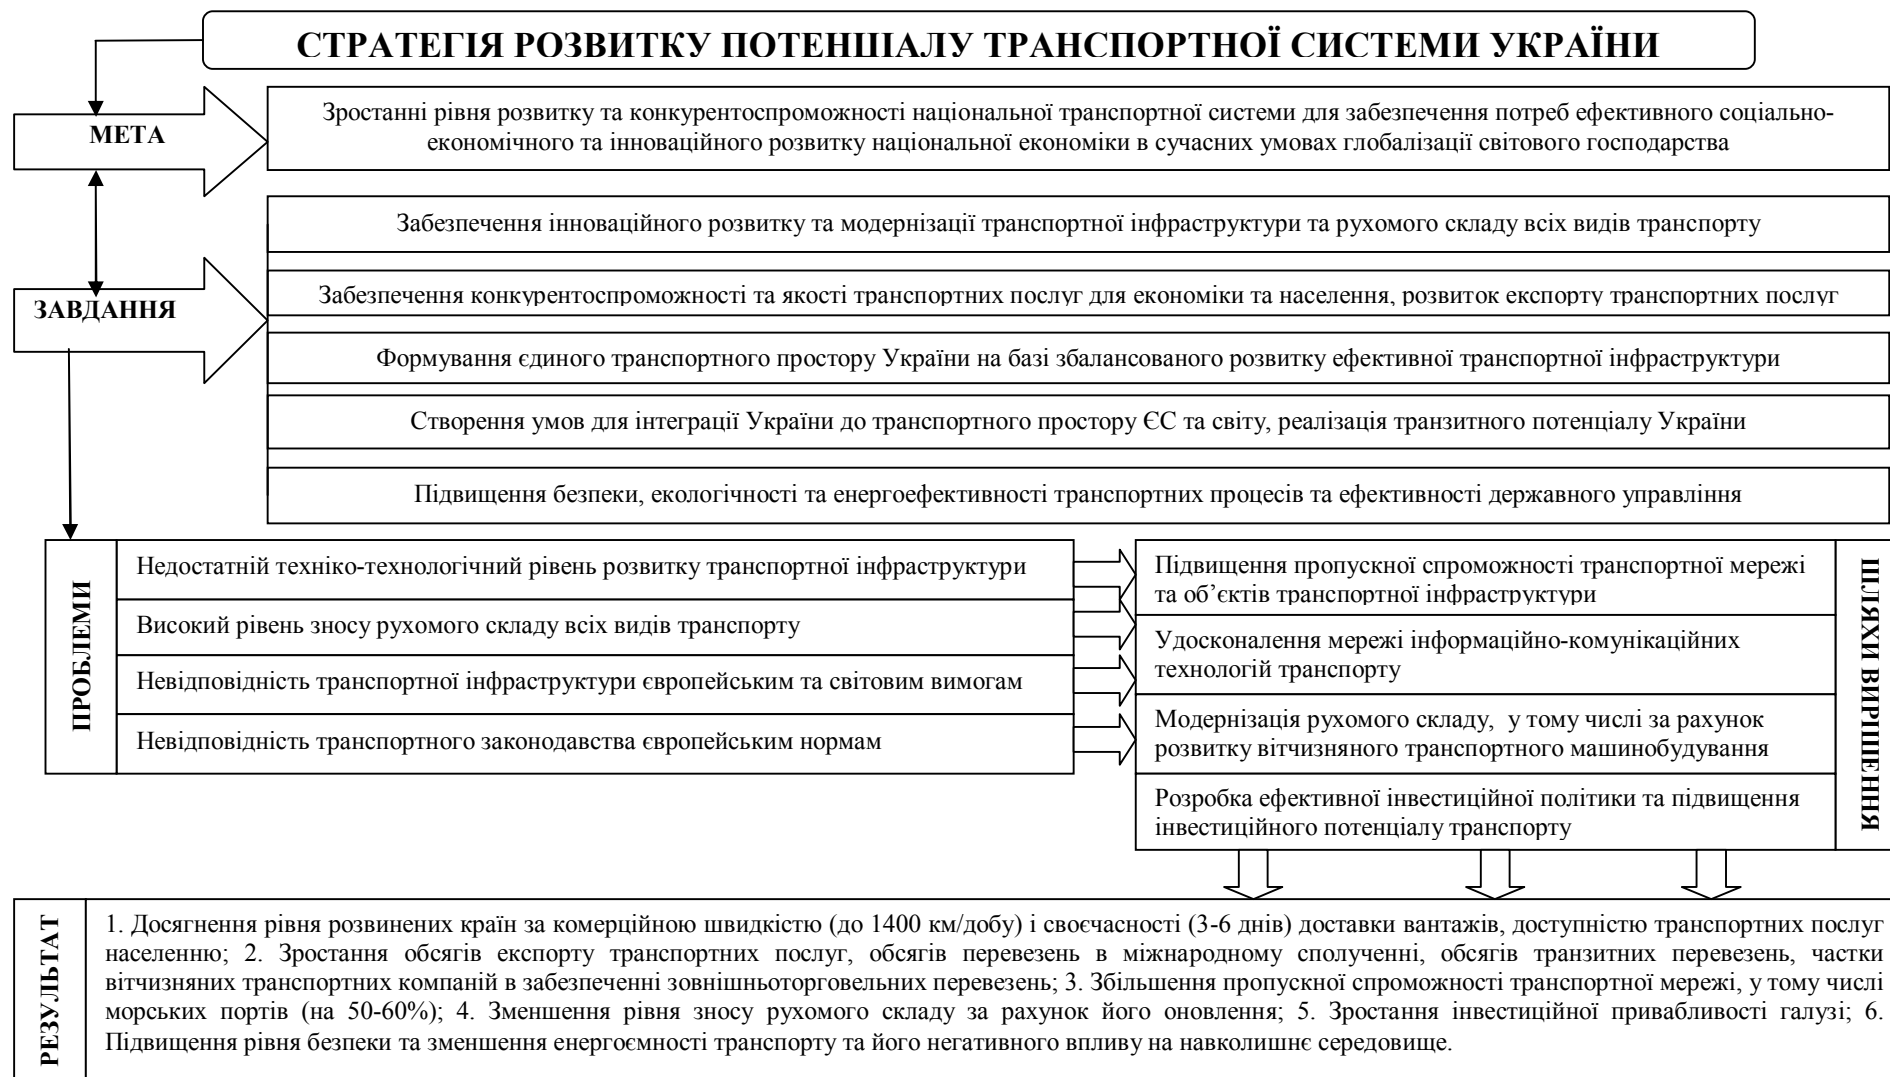 СТРАТЕГІЯ РОЗВИТКУ ПОТЕНЦІАЛУ ТРАНСПОРТНОЇ СИСТЕМИ УКРАЇНИ
МЕТА
Зростанні рівня розвитку та конкурентоспроможності національної транспортної системи для забезпечення потреб ефективного соціально-
економічного та інноваційного розвитку національної економіки в сучасних умовах глобалізації світового господарства
ЗАВДАННЯ
Забезпечення інноваційного розвитку та модернізації транспортної інфраструктури та рухомого складу всіх видів транспорту
Забезпечення конкурентоспроможності та якості транспортних послуг для економіки та населення, розвиток експорту транспортних послуг
Формування єдиного транспортного простору України на базі збалансованого розвитку ефективної транспортної інфраструктури
Створення умов для інтеграції України до транспортного простору ЄС та світу, реалізація транзитного потенціалу України
Підвищення безпеки, екологічності та енергоефективності транспортних процесів та ефективності державного управління
ПРОБЛЕМИ
Недостатній техніко-технологічний рівень розвитку транспортної інфраструктури
Високий рівень зносу рухомого складу всіх видів транспорту
Невідповідність транспортної інфраструктури європейським та світовим вимогам
Невідповідність транспортного законодавства європейським нормам
Підвищення пропускної спроможності транспортної мережі
та об’єктів транспортної інфраструктури
Удосконалення мережі інформаційно-комунікаційних
технологій транспорту
Модернізація рухомого складу, у тому числі за рахунок
розвитку вітчизняного транспортного машинобудування
Розробка ефективної інвестиційної політики та підвищення
інвестиційного потенціалу транспорту
ШЛЯХИ ВИРІШЕННЯ
РЕЗУЛЬТАТ
1. Досягнення рівня розвинених країн за комерційною швидкістю (до 1400 км/добу) і своєчасності (3-6 днів) доставки вантажів, доступністю транспортних послуг
населенню; 2. Зростання обсягів експорту транспортних послуг, обсягів перевезень в міжнародному сполученні, обсягів транзитних перевезень, частки
вітчизняних транспортних компаній в забезпеченні зовнішньоторговельних перевезень; 3. Збільшення пропускної спроможності транспортної мережі, у тому числі
морських портів (на 50-60%); 4. Зменшення рівня зносу рухомого складу за рахунок його оновлення; 5. Зростання інвестиційної привабливості галузі; 6.
Підвищення рівня безпеки та зменшення енергоємності транспорту та його негативного впливу на навколишнє середовище.